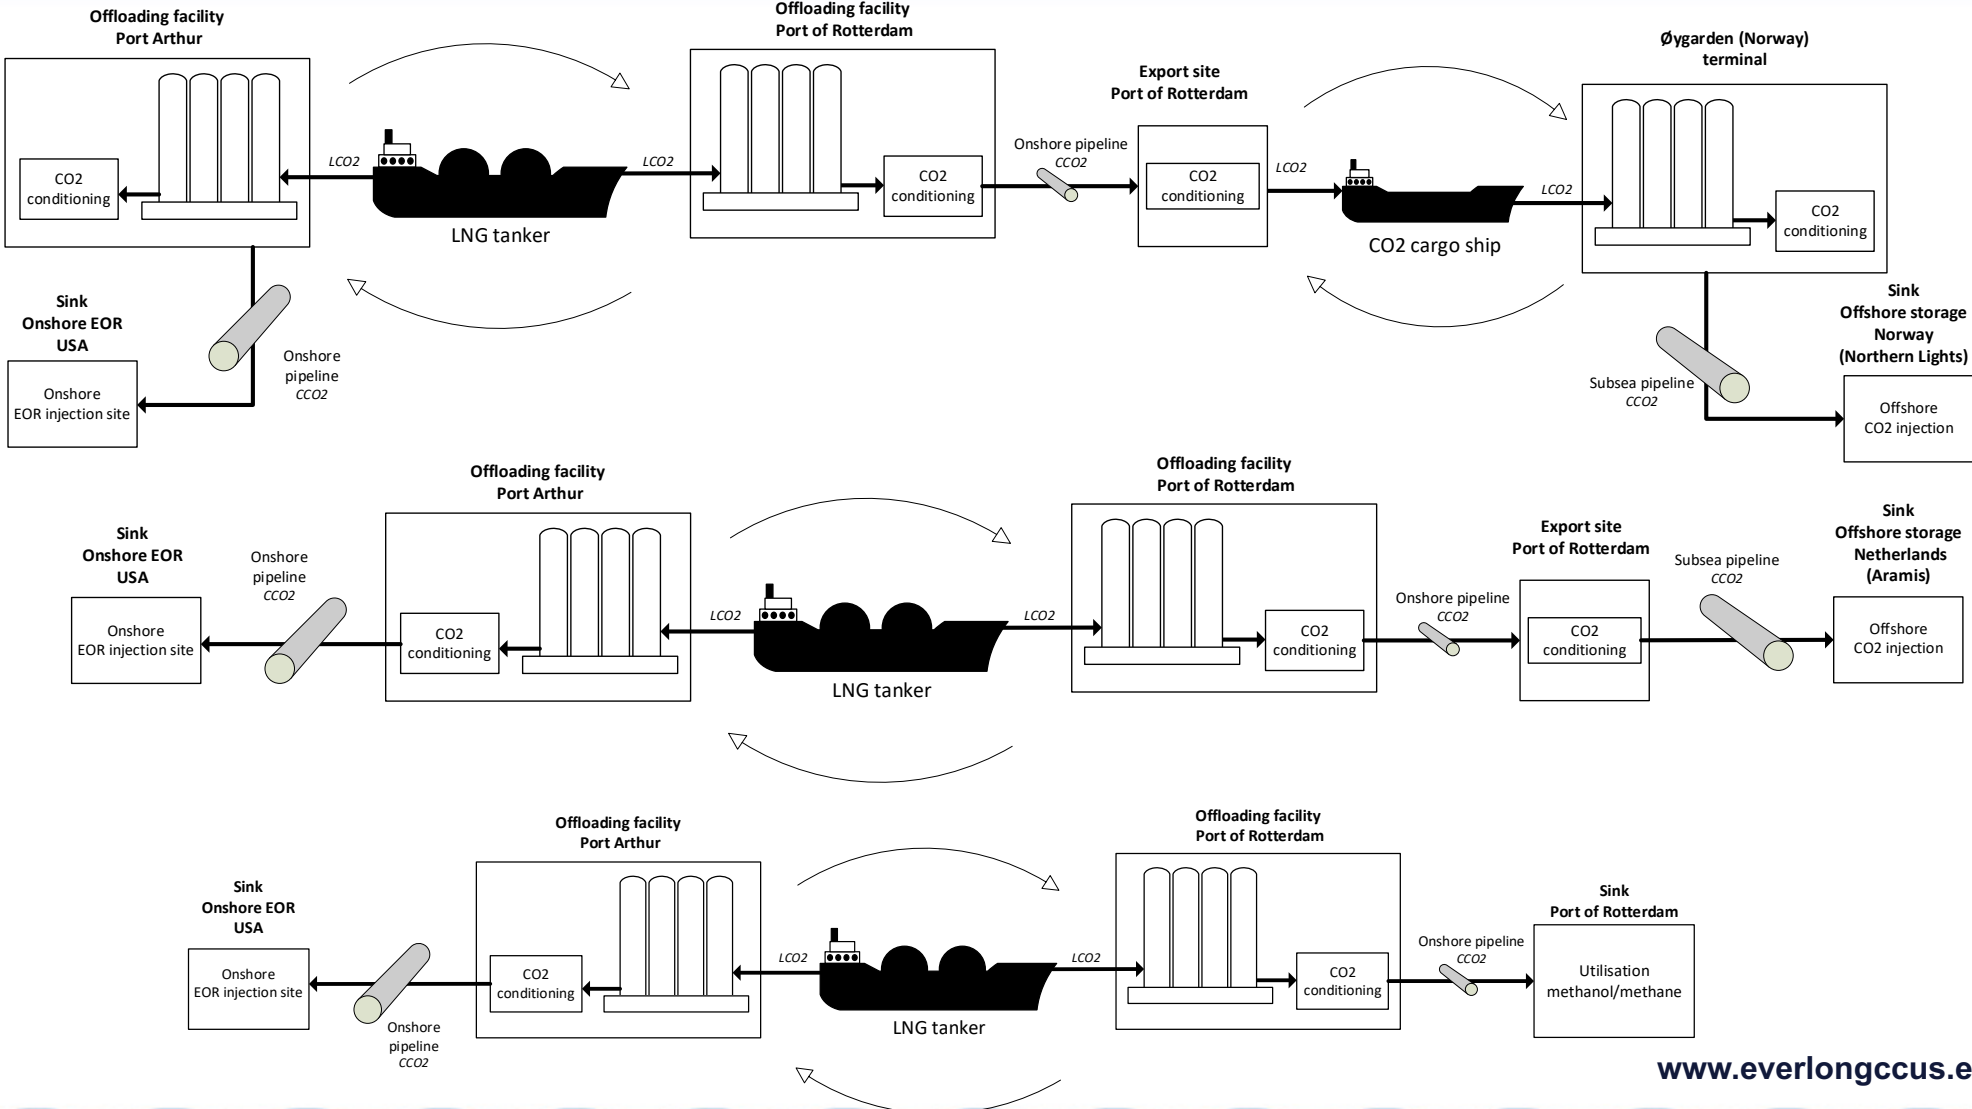 Offloading facility
Port Arthur
Offloading facility
Port of Rotterdam
Øygarden (Norway)
terminal
Export site
Port of Rotterdam
Onshore pipeline
CCO2
LCO2
LCO2
LCO2
LCO2
CO2
conditioning
CO2
conditioning
CO2
conditioning
CO2
conditioning
LNG tanker
CO2 cargo ship
Sink
Onshore EOR
USA
Onshore
pipeline
CCO2
Onshore
EOR injection site
Sink
Offshore storage
Norway
(Northern Lights)
Subsea pipeline
CCO2
Offshore
CO2 injection
Offloading facility
Port Arthur
Offloading facility
Port of Rotterdam
Sink
Onshore EOR
USA
Onshore
pipeline
CCO2
Export site
Port of Rotterdam
Subsea pipeline
CCO2
Sink
Offshore storage
Netherlands
(Aramis)
Onshore
EOR injection site
CO2
conditioning
LCO2
LCO2
CO2
conditioning
Onshore pipeline
CCO2
CO2
conditioning
Offshore
CO2 injection
LNG tanker
Offloading facility
Port Arthur
Offloading facility
Port of Rotterdam
Sink
Onshore EOR
USA
Sink
Port of Rotterdam
Onshore
EOR injection site
Onshore
pipeline
CCO2
CO2
conditioning
LCO2
LCO2
CO2
conditioning
Onshore pipeline
CCO2
Utilisation
methanol/methane
LNG tanker
www.everlongccus.e